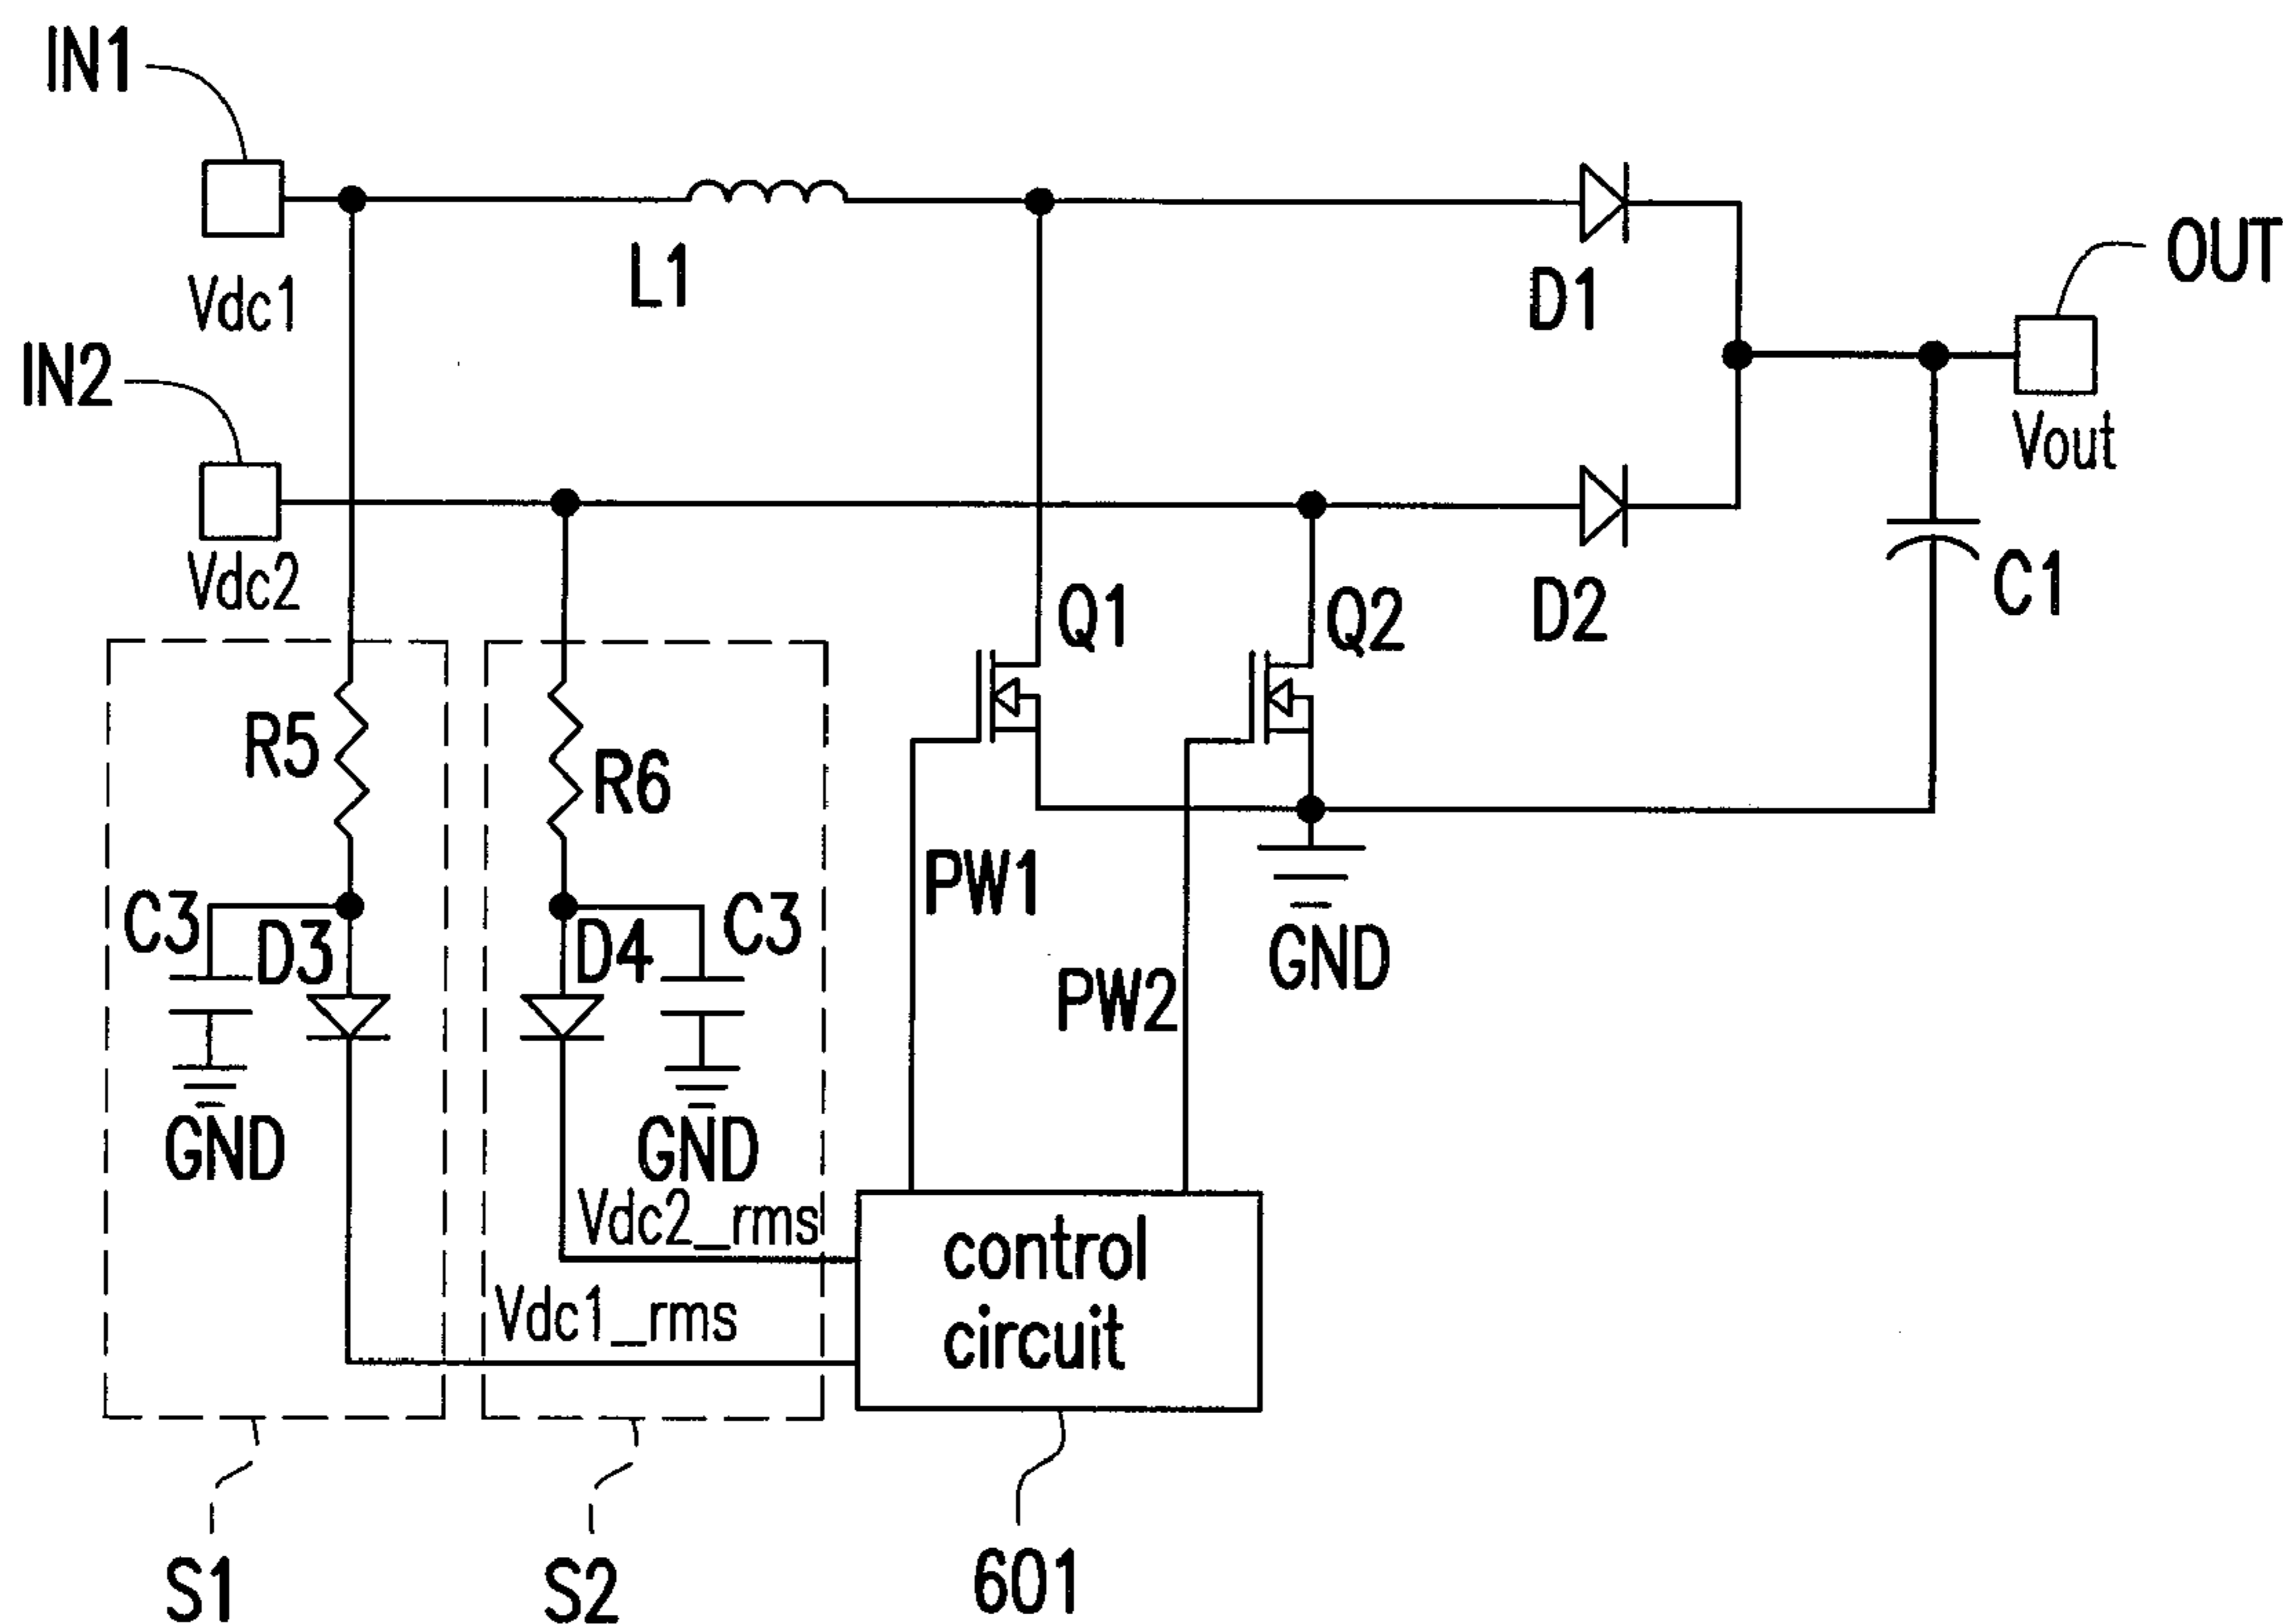 IN1
Vdc1
L1
D1
OUT
IN2
Vout
Vdc2
Q1
Q2
D2
C1
R5
R6
PW1
C3
D3
D4
C3
GND
PW2
GND
GND
Vdc2_rms
control
circuit
Vdc1_rms
S1
S2
601